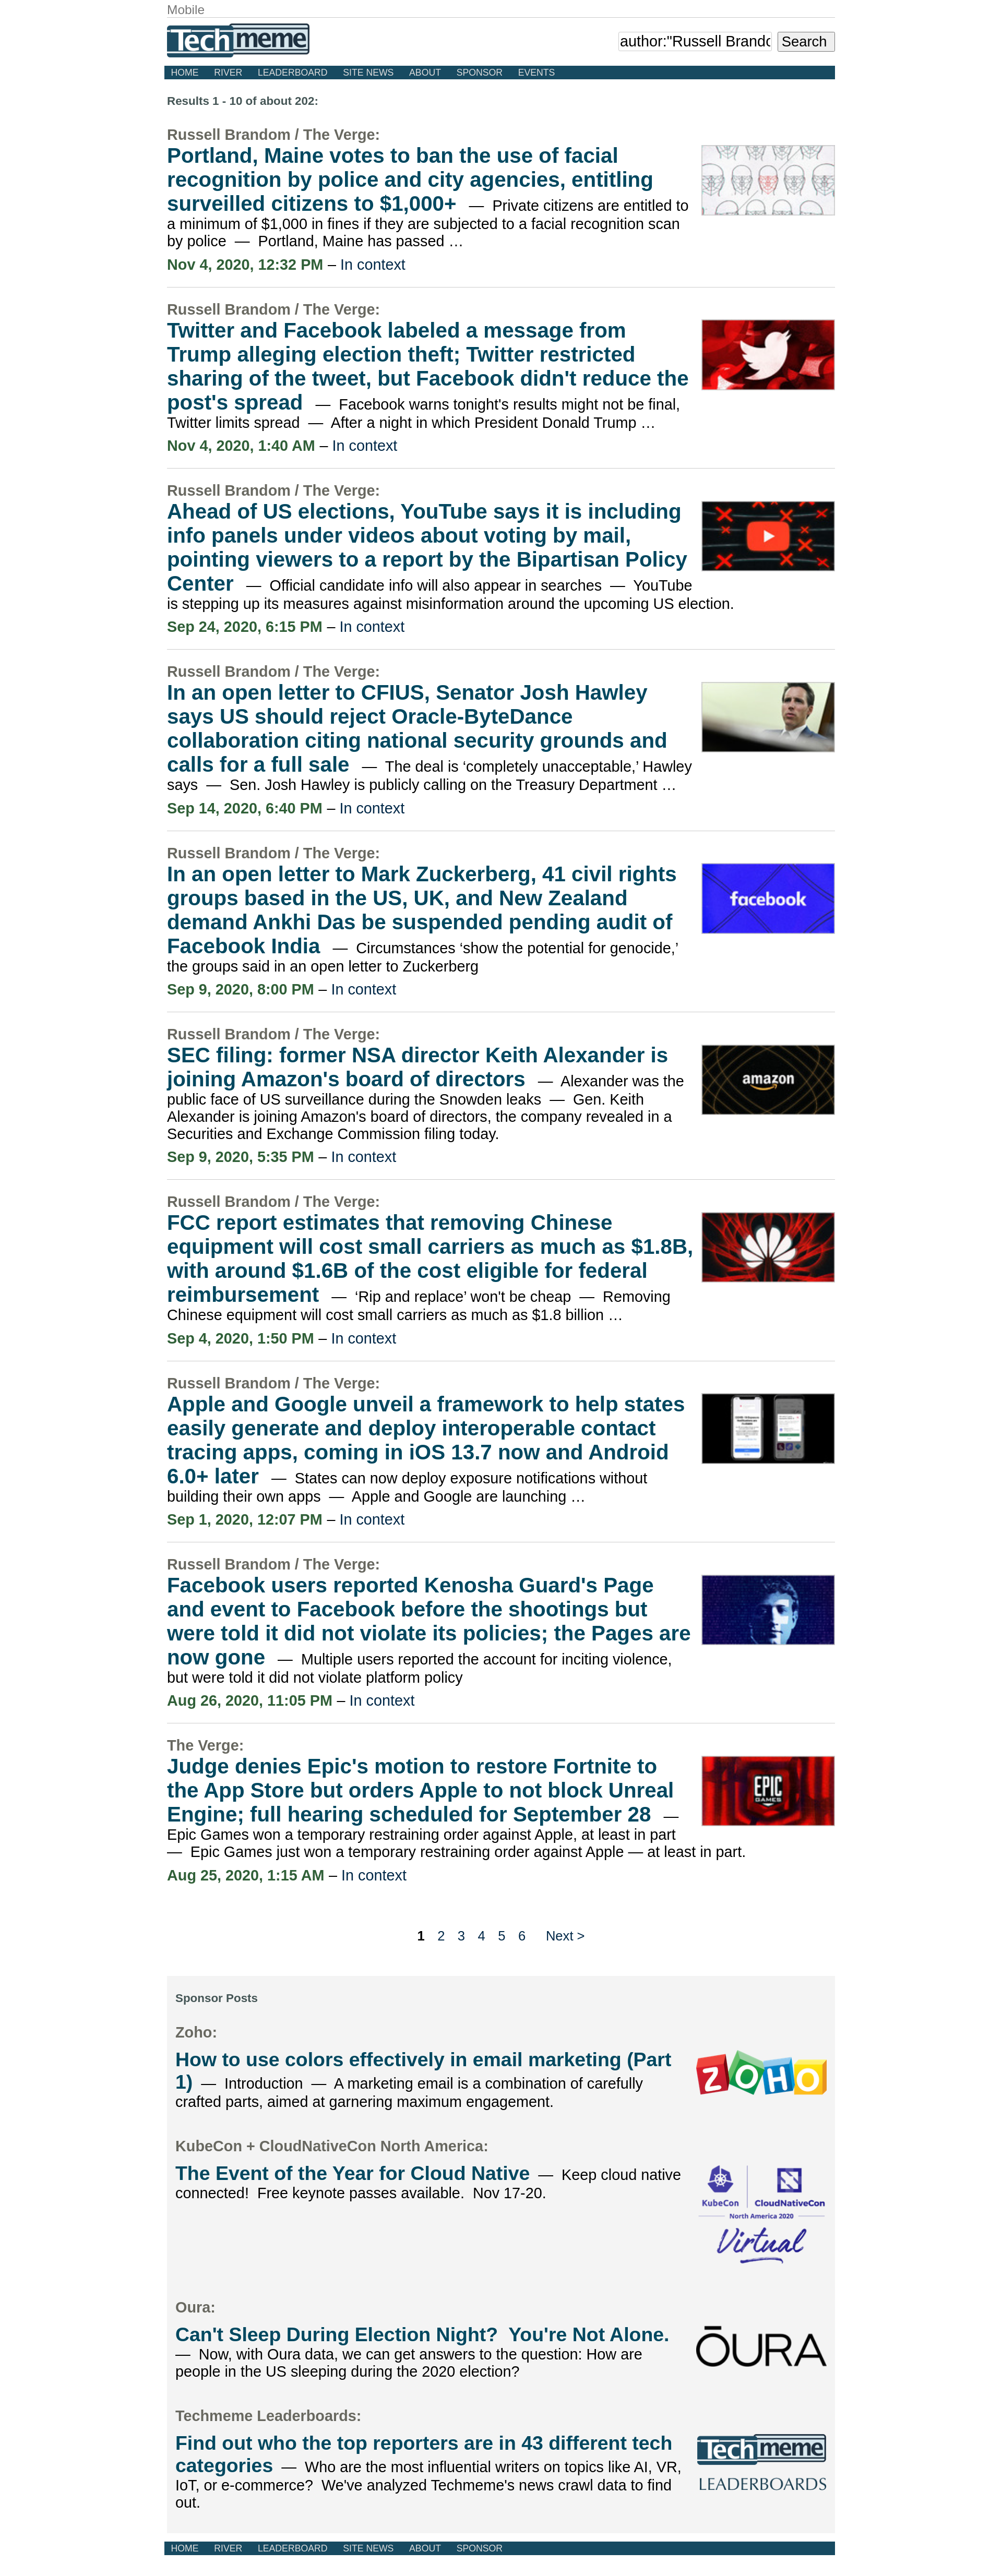 Mobile
Techmeme
author:"Russell Brando
Search
HOME RIVER LEADERBOARD SITE NEWS ABOUT SPONSOR EVENTS
Results 1 - 10 of about 202:
Russell Brandom / The Verge:
Portland, Maine votes to ban the use of facial
recognition by police and city agencies, entitling
surveilled citizens to $1,000+ — Private citizens are entitled to
a minimum of $1,000 in fines if they are subjected to a facial recognition scan
by police — Portland, Maine has passed …
Nov 4, 2020, 12:32 PM – In context
Russell Brandom / The Verge:
Twitter and Facebook labeled a message from
Trump alleging election theft; Twitter restricted
sharing of the tweet, but Facebook didn't reduce the
post's spread — Facebook warns tonight's results might not be final,
Twitter limits spread — After a night in which President Donald Trump …
Nov 4, 2020, 1:40 AM – In context
Russell Brandom / The Verge:
Ahead of US elections, YouTube says it is including
info panels under videos about voting by mail,
pointing viewers to a report by the Bipartisan Policy
Center — Official candidate info will also appear in searches — YouTube
is stepping up its measures against misinformation around the upcoming US election.
Sep 24, 2020, 6:15 PM – In context
Russell Brandom / The Verge:
In an open letter to CFIUS, Senator Josh Hawley
says US should reject Oracle-ByteDance
collaboration citing national security grounds and
calls for a full sale — The deal is ‘completely unacceptable,’ Hawley
says — Sen. Josh Hawley is publicly calling on the Treasury Department …
Sep 14, 2020, 6:40 PM – In context
Russell Brandom / The Verge:
In an open letter to Mark Zuckerberg, 41 civil rights
groups based in the US, UK, and New Zealand
demand Ankhi Das be suspended pending audit of
Facebook India — Circumstances ‘show the potential for genocide,’
the groups said in an open letter to Zuckerberg
facebook
Sep 9, 2020, 8:00 PM – In context
Russell Brandom / The Verge:
SEC filing: former NSA director Keith Alexander is
joining Amazon's board of directors — Alexander was the
public face of US surveillance during the Snowden leaks — Gen. Keith
Alexander is joining Amazon's board of directors, the company revealed in a
Securities and Exchange Commission filing today.
amazon
Sep 9, 2020, 5:35 PM – In context
Russell Brandom / The Verge:
FCC report estimates that removing Chinese
equipment will cost small carriers as much as $1.8B,
with around $1.6B of the cost eligible for federal
reimbursement — ‘Rip and replace’ won't be cheap — Removing
Chinese equipment will cost small carriers as much as $1.8 billion …
Sep 4, 2020, 1:50 PM – In context
Russell Brandom / The Verge:
Apple and Google unveil a framework to help states
easily generate and deploy interoperable contact
tracing apps, coming in iOS 13.7 now and Android
6.0+ later — States can now deploy exposure notifications without
building their own apps — Apple and Google are launching …
Sep 1, 2020, 12:07 PM – In context
Russell Brandom / The Verge:
Facebook users reported Kenosha Guard's Page
and event to Facebook before the shootings but
were told it did not violate its policies; the Pages are
now gone — Multiple users reported the account for inciting violence,
but were told it did not violate platform policy
Aug 26, 2020, 11:05 PM – In context
The Verge:
Judge denies Epic's motion to restore Fortnite to
the App Store but orders Apple to not block Unreal
Engine; full hearing scheduled for September 28 —
Epic Games won a temporary restraining order against Apple, at least in part
— Epic Games just won a temporary restraining order against Apple — at least in part.
EPIC
GAMES
Aug 25, 2020, 1:15 AM – In context
1 2 3 4 5 6 Next >
Sponsor Posts
Zoho:
How to use colors effectively in email marketing (Part
1) — Introduction — A marketing email is a combination of carefully
crafted parts, aimed at garnering maximum engagement.
ZOHO
KubeCon + CloudNativeCon North America:
The Event of the Year for Cloud Native — Keep cloud native
connected! Free keynote passes available. Nov 17-20.
KubeCon CloudNativeCon
North America 2020
Virtual
Oura:
Can't Sleep During Election Night? You're Not Alone.
— Now, with Oura data, we can get answers to the question: How are
people in the US sleeping during the 2020 election?
ŌURA
Techmeme Leaderboards:
Find out who the top reporters are in 43 different tech
categories — Who are the most influential writers on topics like AI, VR,
IoT, or e-commerce? We've analyzed Techmeme's news crawl data to find
out.
Techmeme
LEADERBOARDS
HOME RIVER LEADERBOARD SITE NEWS ABOUT SPONSOR